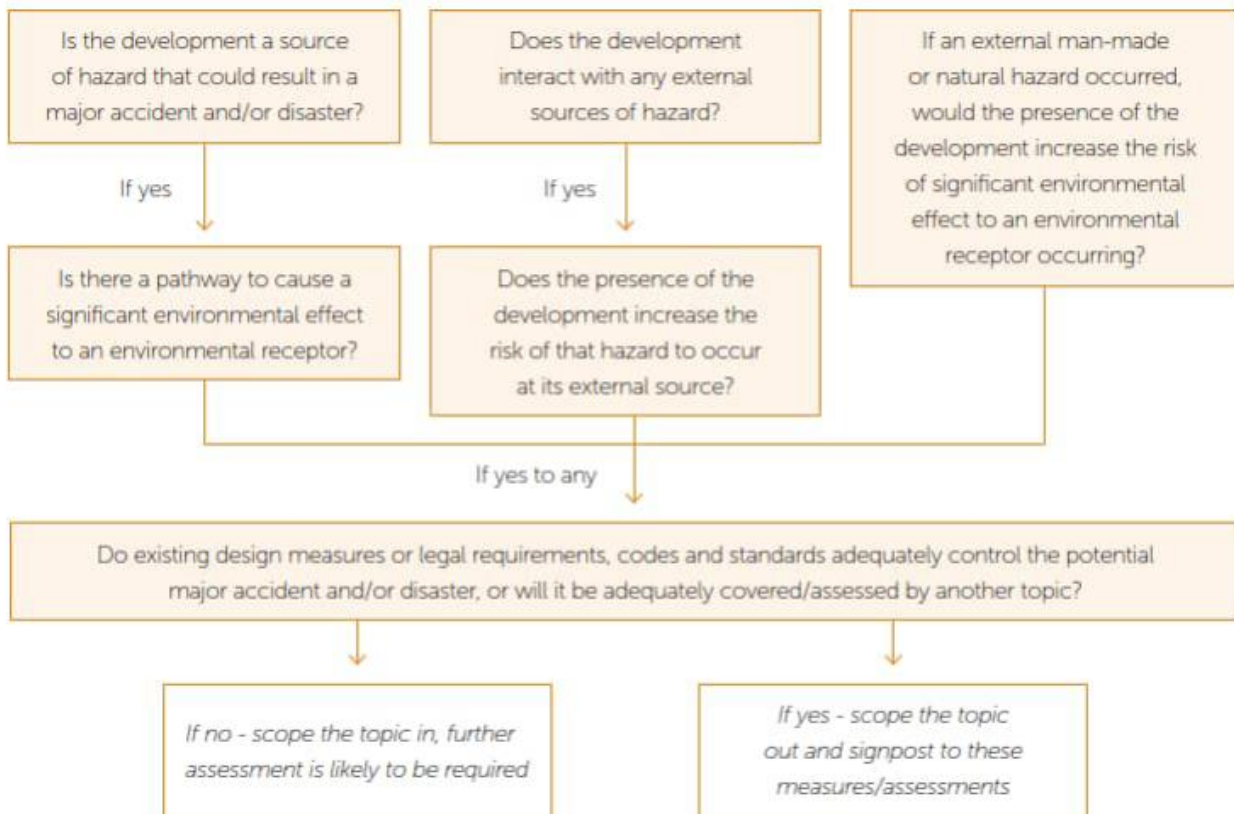 Is the development a source
of hazard that could result in a
major accident and/or disaster?
Does the development
interact with any external
sources of hazard?
If an external man-made
or natural hazard occurred,
would the presence of the
development increase the risk
of significant environmental
effect to an environmental
receptor occurring?
If yes
If yes
Is there a pathway to cause a
significant environmental effect
to an environmental receptor?
Does the presence of the
development increase the
risk of that hazard to occur
at its external source?
If yes to any
Do existing design measures or legal requirements, codes and standards adequately control the potential
major accident and/or disaster, or will it be adequately covered/assessed by another topic?
If no - scope the topic in, further
assessment is likely to be required
If yes - scope the topic
out and signpost to these
measures/assessments